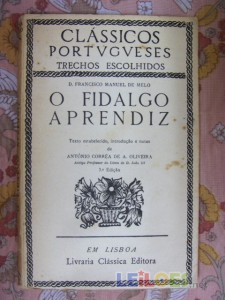 CLÁSSICOS
PORTVGVESES
TRECHOS ESCOLHIDOS
D. FRANCISCO MANUEL DE MELO
O FIDALGO
APRENDIZ
Texto estabelecido, introdução e notas
de
ANTÓNIO CORRÊA DE A. OLIVEIRA
2.ª Edição
EM LISBOA
Livraria Clássica Editora
LEILOES